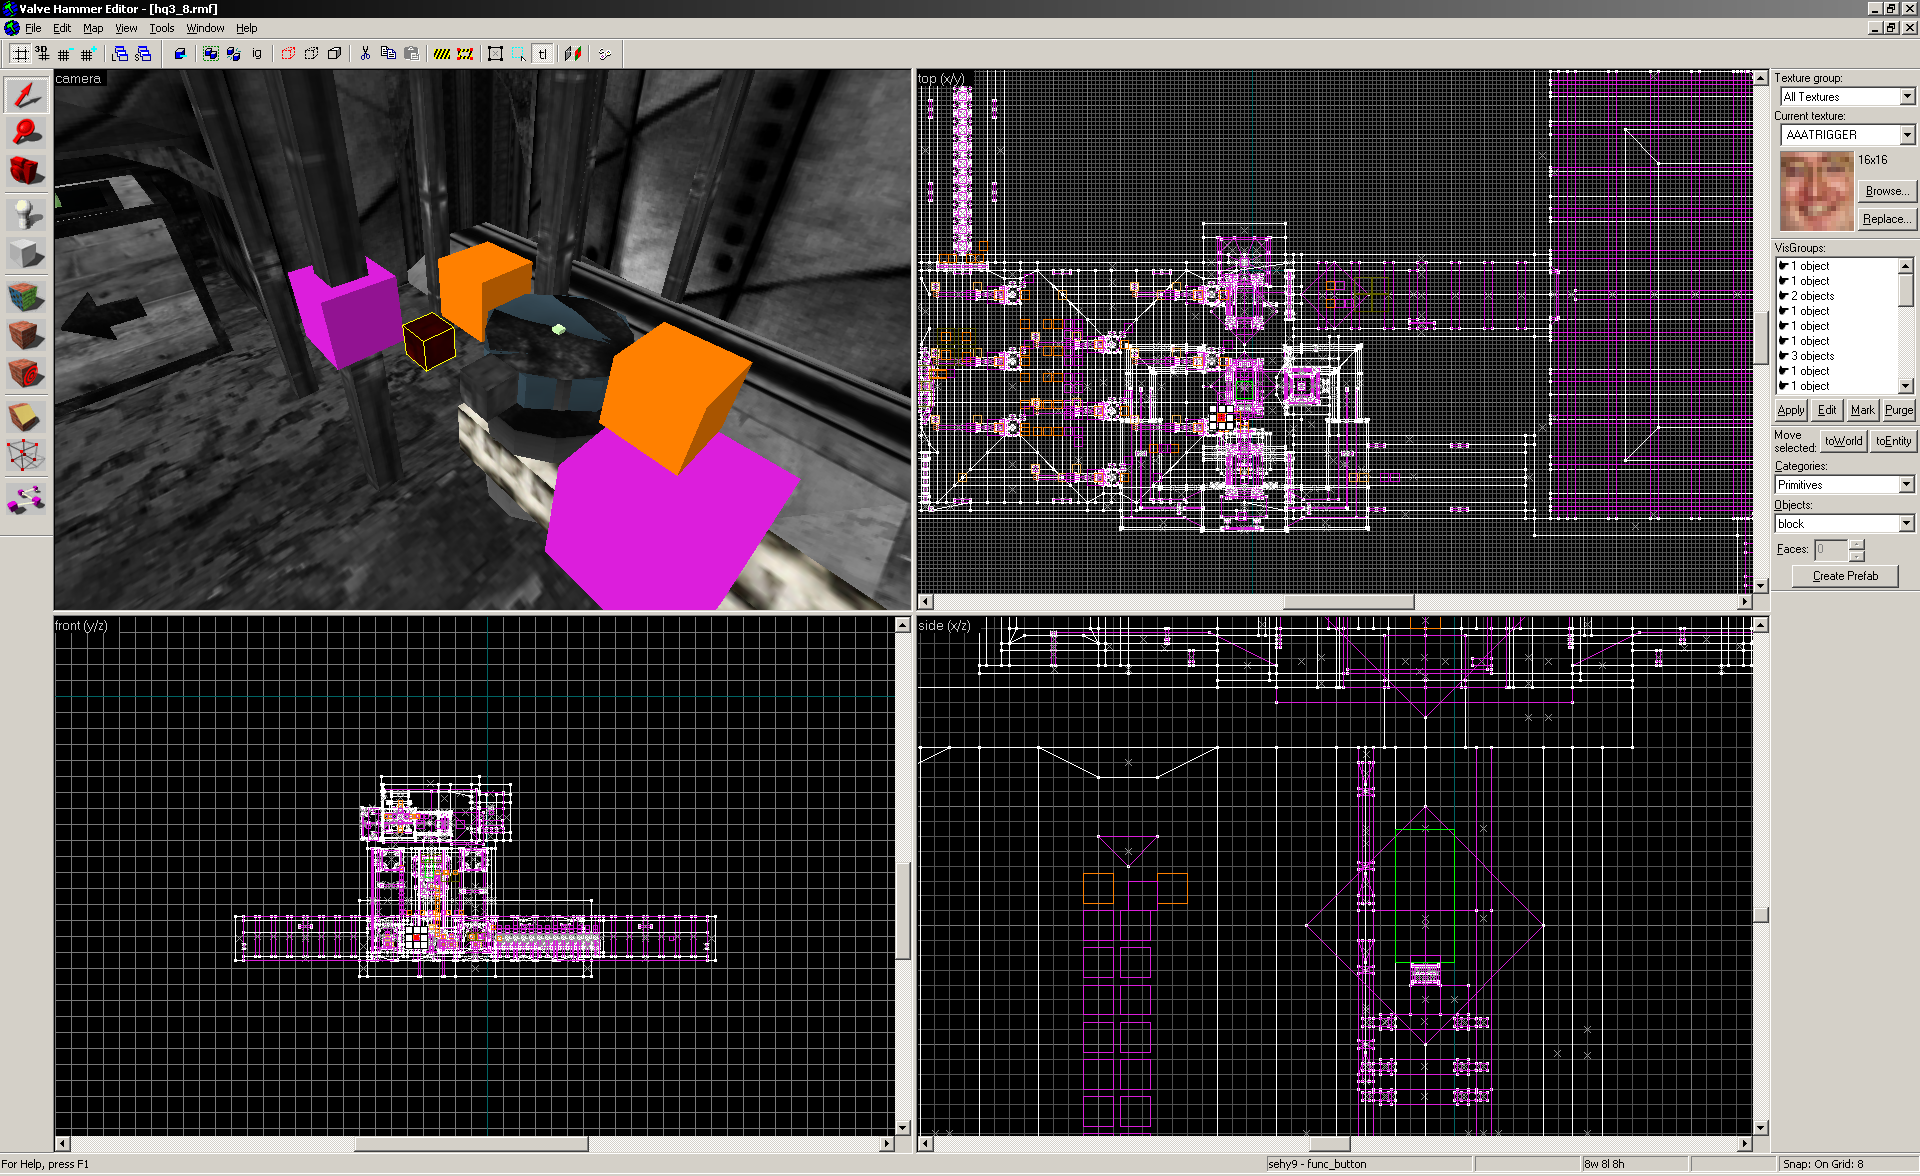 Valve Hammer Editor - [hq3_8.rmf]
File Edit Map View Tools Window Help
3D
ig
tl
camera
top (x/y)
front (y/z)
side (x/z)
Texture group:
All Textures
Current texture:
AAATRIGGER
16x16
Browse...
Replace...
VisGroups:
1 object
1 object
2 objects
1 object
1 object
1 object
3 objects
1 object
1 object
Apply Edit Mark Purge
Move selected: toWorld toEntity
Categories:
Primitives
Objects:
block
Faces: 0
Create Prefab
For Help, press F1
sehy9 - func_button
8w 8l 8h
Snap: On Grid: 8